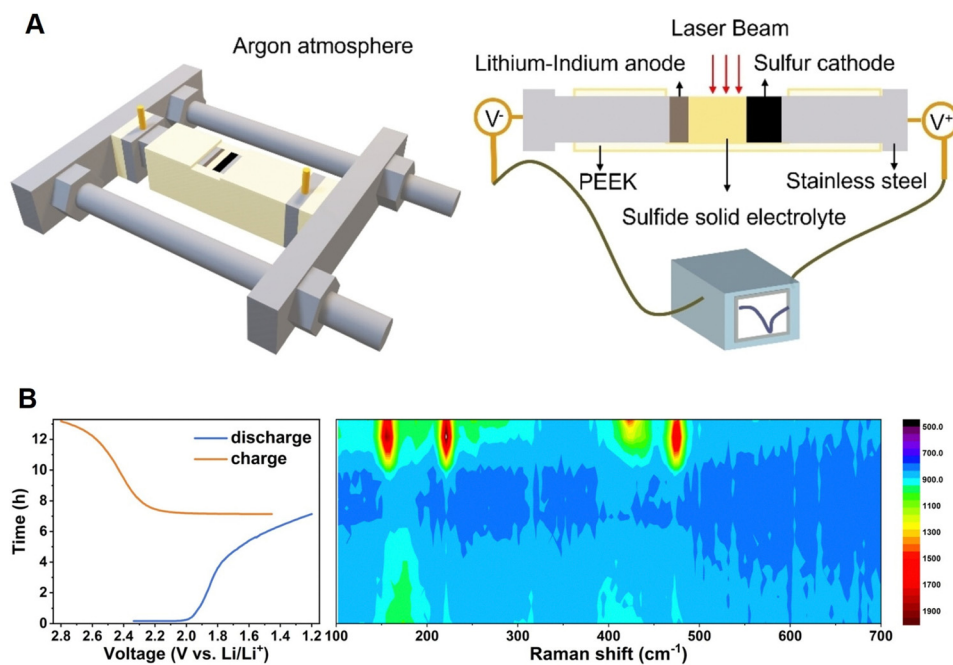 A
Argon atmosphere
Laser Beam
Lithium-Indium anode
Sulfur cathode
V-
V+
PEEK
Stainless steel
Sulfide solid electrolyte
B
discharge
charge
Time (h)
12
10
8
6
4
2
0
2.8 2.6 2.4 2.2 2.0 1.8 1.6 1.4 1.2
Voltage (V vs. Li/Li+)
100 200 300 400 500 600 700
Raman shift (cm-1)
500.0
700.0
900.0
1100
1300
1500
1700
1900